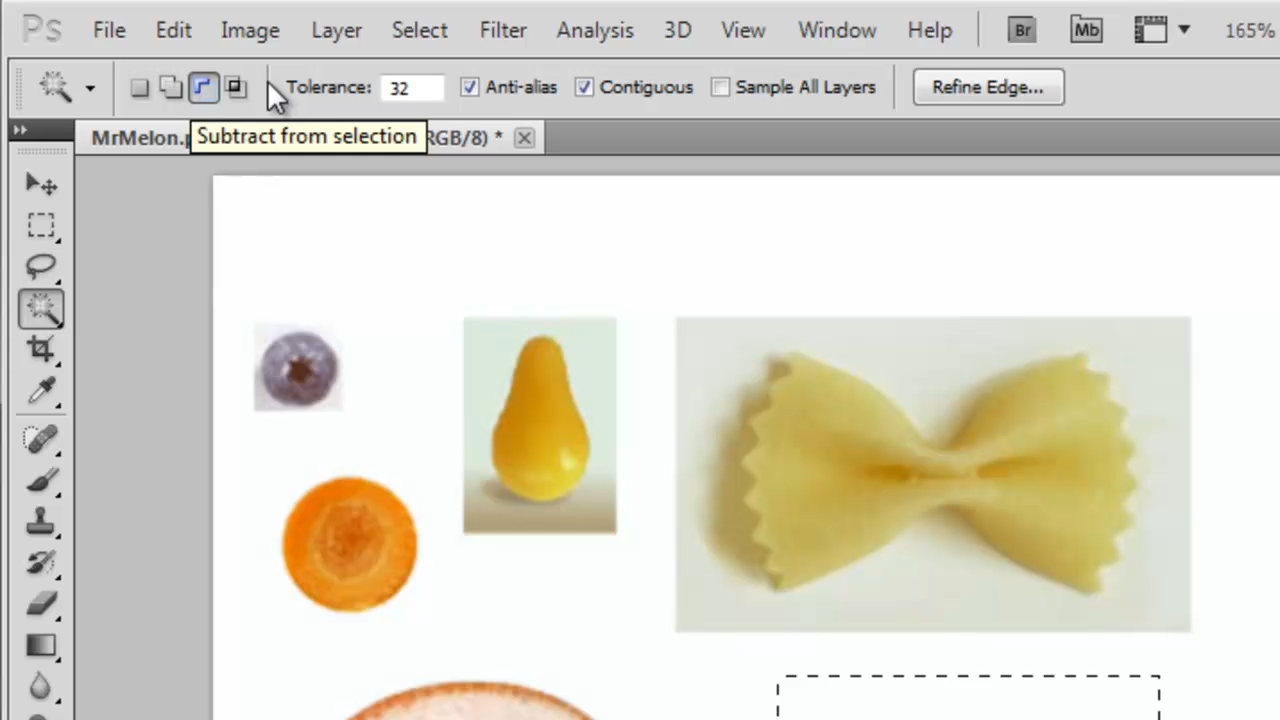 Ps File Edit Image Layer Select Filter Analysis 3D View Window Help Br Mb 165%
Tolerance: 32 Anti-alias Contiguous Sample All Layers Refine Edge...
MrMelon.p RGB/8) *
Subtract from selection